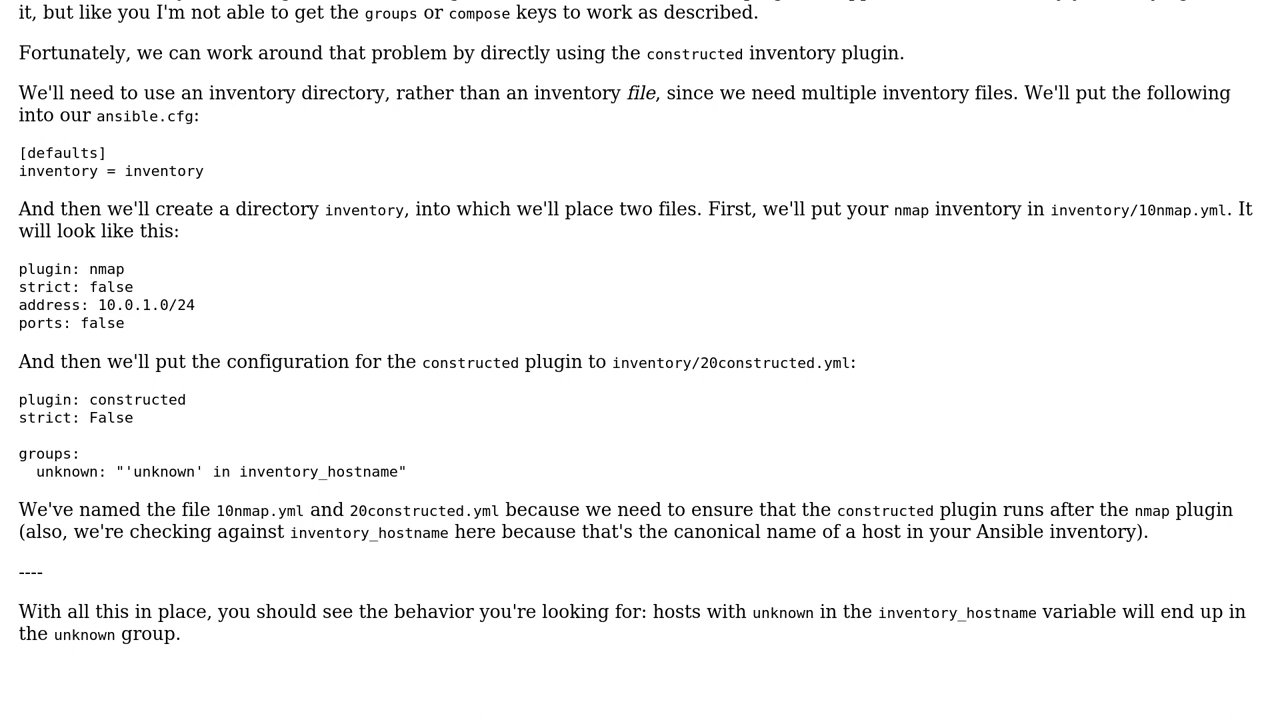 it, but like you I'm not able to get the groups or compose keys to work as described.
Fortunately, we can work around that problem by directly using the constructed inventory plugin.
We'll need to use an inventory directory, rather than an inventory file, since we need multiple inventory files. We'll put the following
into our ansible.cfg:
[defaults]
inventory = inventory
And then we'll create a directory inventory, into which we'll place two files. First, we'll put your nmap inventory in inventory/10nmap.yml. It
will look like this:
plugin: nmap
strict: false
address: 10.0.1.0/24
ports: false
And then we'll put the configuration for the constructed plugin to inventory/20constructed.yml:
plugin: constructed
strict: False
groups:
  unknown: "'unknown' in inventory_hostname"
We've named the file 10nmap.yml and 20constructed.yml because we need to ensure that the constructed plugin runs after the nmap plugin
(also, we're checking against inventory_hostname here because that's the canonical name of a host in your Ansible inventory).
----
With all this in place, you should see the behavior you're looking for: hosts with unknown in the inventory_hostname variable will end up in
the unknown group.